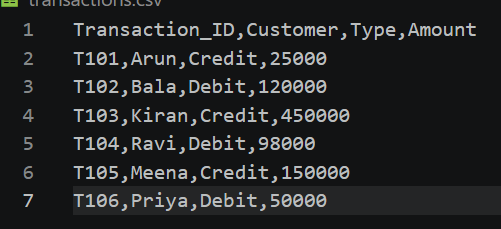 transactions.csv
1 Transaction_ID,Customer,Type,Amount
2 T101,Arun,Credit,25000
3 T102,Bala,Debit,120000
4 T103,Kiran,Credit,450000
5 T104,Ravi,Debit,98000
6 T105,Meena,Credit,150000
7 T106,Priya,Debit,50000